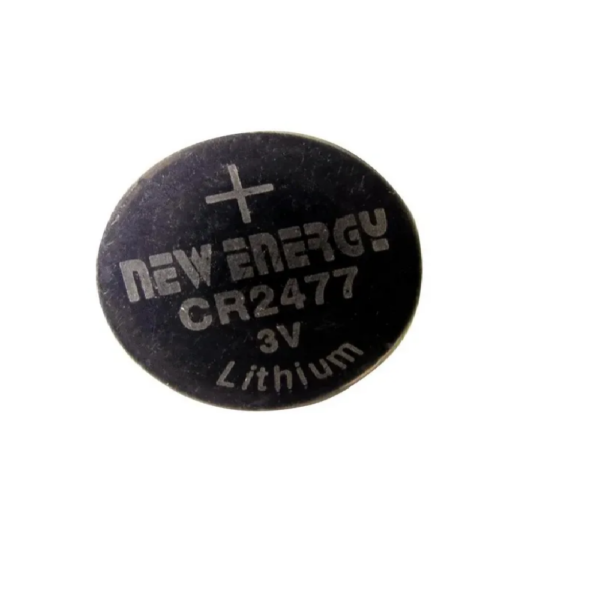 +
NEW ENERGY
CR2477
3V
Lithium